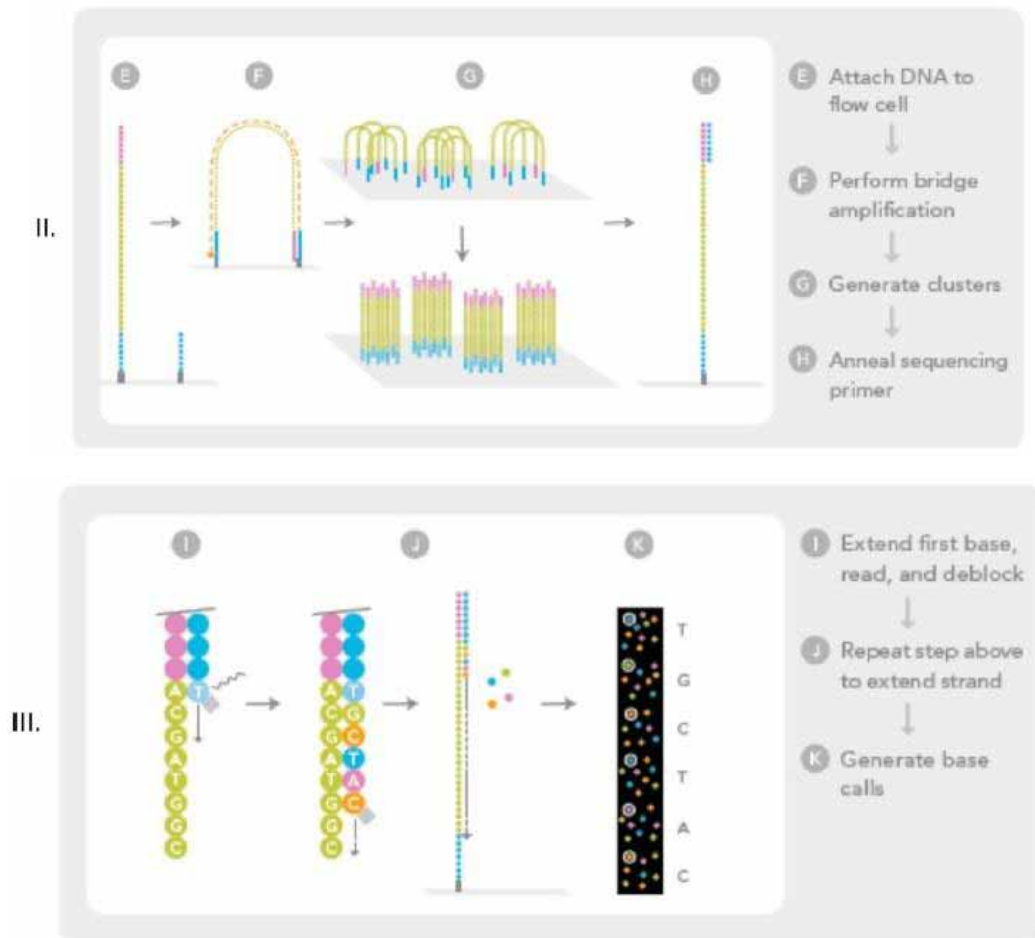 II.
E
F
G
H
E Attach DNA to
flow cell
F Perform bridge
amplification
G Generate clusters
H Anneal sequencing
primer
III.
I
J
K
A T
C
G
A
T
G
G
C
A T
C G
G C
A T
T A
G C
G
C
T
G
C
T
A
C
I Extend first base,
read, and deblock
J Repeat step above
to extend strand
K Generate base
calls